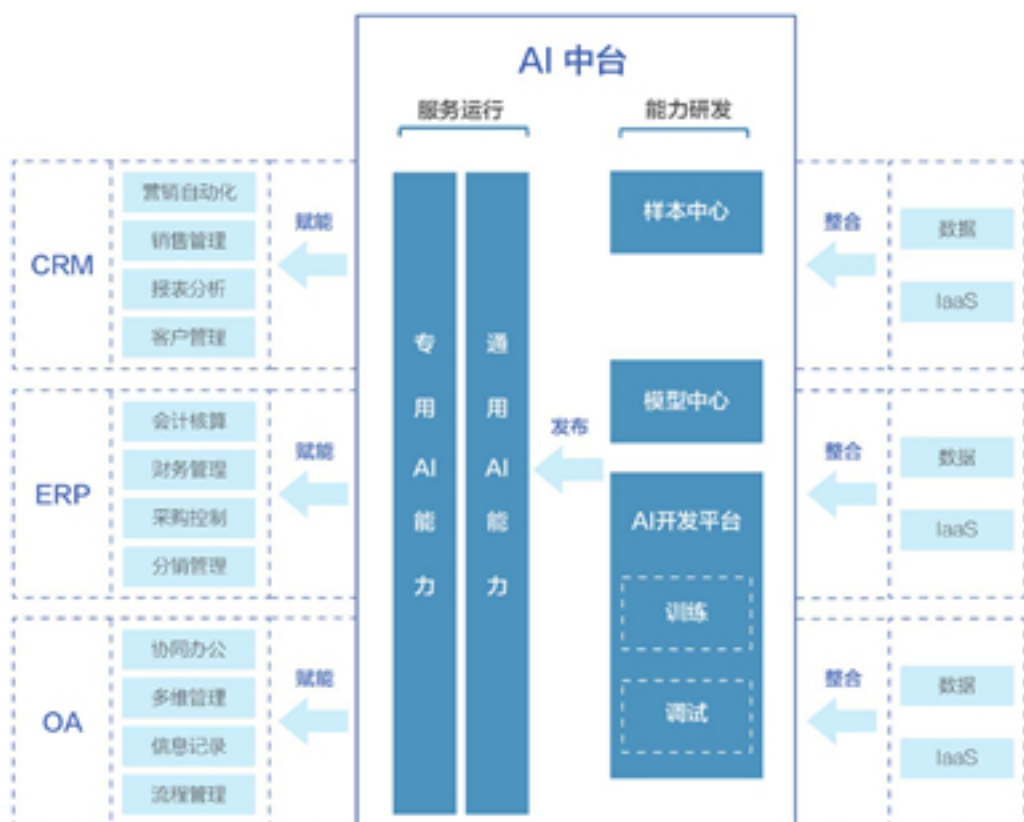 AI 中台
服务运行
能力研发
CRM
营销自动化
销售管理
报表分析
客户管理
赋能
专用AI能力
通用AI能力
发布
样本中心
模型中心
AI开发平台
训练
调试
整合
数据
IaaS
ERP
会计核算
财务管理
采购控制
分销管理
赋能
整合
数据
IaaS
OA
协同办公
多维管理
信息记录
流程管理
赋能
整合
数据
IaaS